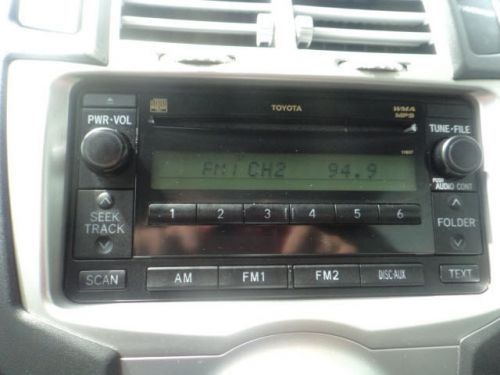 TOYOTA
WMA
MP3
PWR·VOL
TUNE·FILE
FM1 CH2 94.9
PUSH
AUDIO CONT
1 2 3 4 5 6
SEEK
TRACK
FOLDER
SCAN
AM
FM1
FM2
DISC·AUX
TEXT